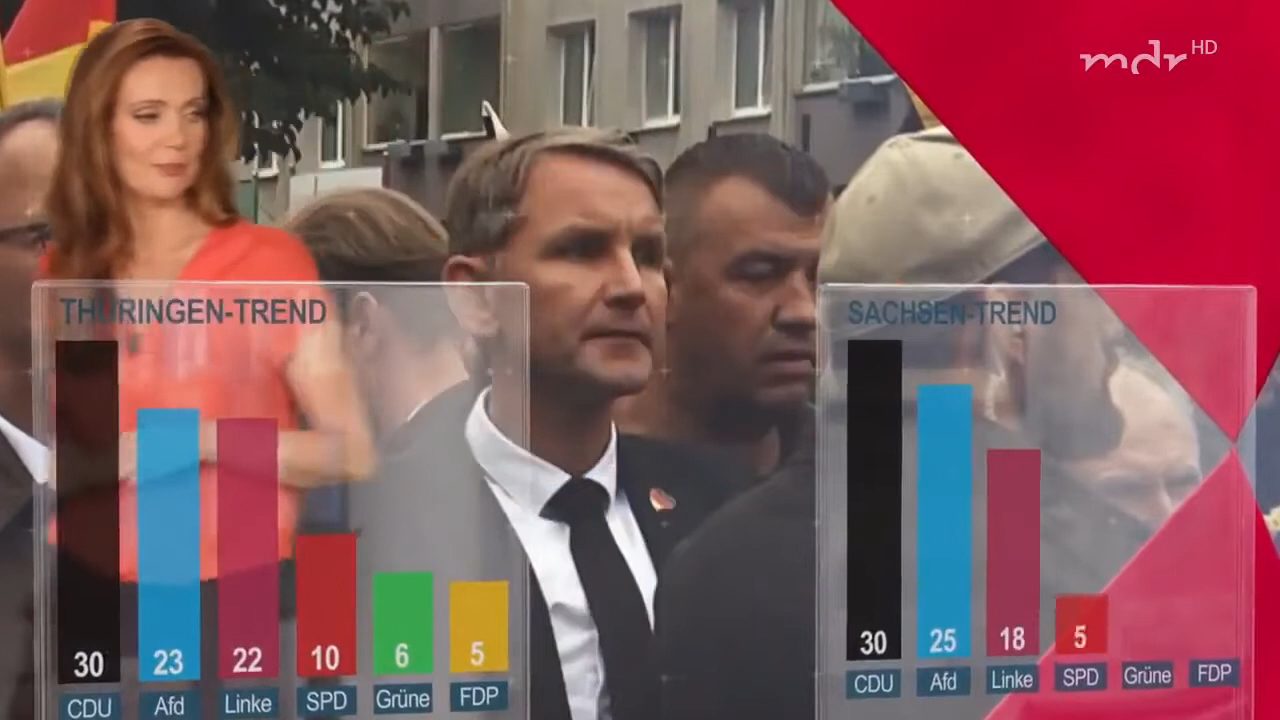 mdr HD
THÜRINGEN-TREND
30
23
22
10
6
5
CDU
Afd
Linke
SPD
Grüne
FDP
SACHSEN-TREND
30
25
18
5
CDU
Afd
Linke
SPD
Grüne
FDP